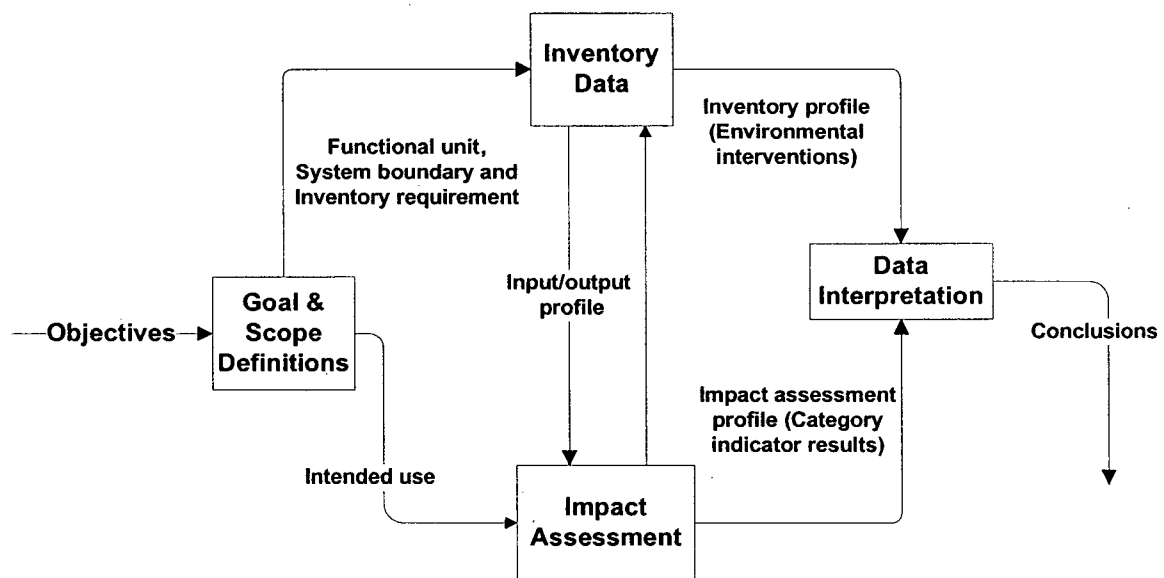 Inventory
Data
Inventory profile
(Environmental
interventions)
Functional unit,
System boundary and
Inventory requirement
Goal &
Scope
Definitions
Objectives
Input/output
profile
Data
Interpretation
Conclusions
Impact assessment
profile (Category
indicator results)
Intended use
Impact
Assessment